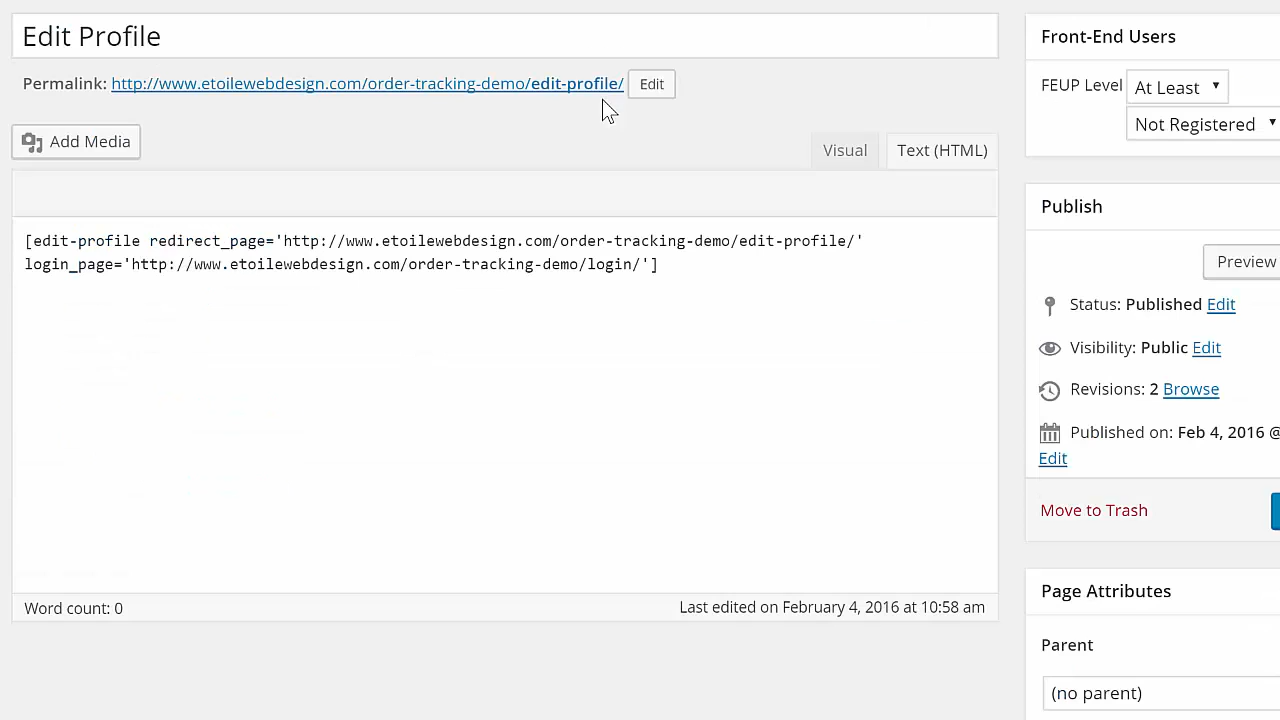 Edit Profile
Permalink: http://www.etoilewebdesign.com/order-tracking-demo/edit-profile/ Edit
Add Media
Visual
Text (HTML)
[edit-profile redirect_page='http://www.etoilewebdesign.com/order-tracking-demo/edit-profile/'
login_page='http://www.etoilewebdesign.com/order-tracking-demo/login/']
Word count: 0
Last edited on February 4, 2016 at 10:58 am
Front-End Users
FEUP Level At Least
Not Registered
Publish
Preview
Status: Published Edit
Visibility: Public Edit
Revisions: 2 Browse
Published on: Feb 4, 2016 @
Edit
Move to Trash
Page Attributes
Parent
(no parent)